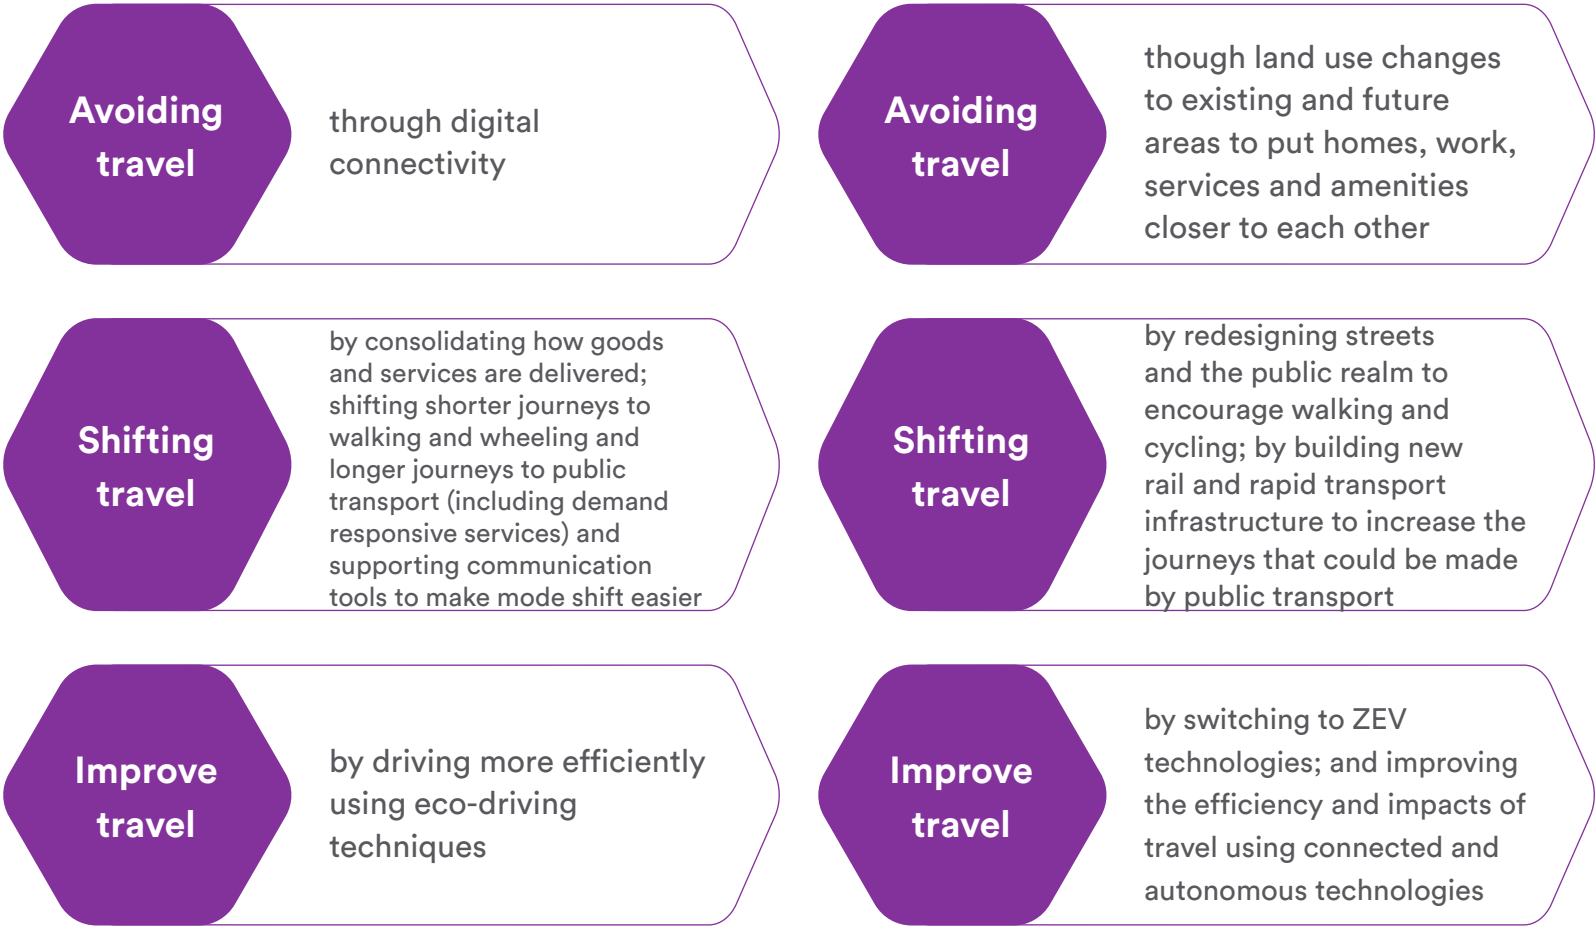 Avoiding
travel
through digital
connectivity
Avoiding
travel
though land use changes
to existing and future
areas to put homes, work,
services and amenities
closer to each other
Shifting
travel
by consolidating how goods
and services are delivered;
shifting shorter journeys to
walking and wheeling and
longer journeys to public
transport (including demand
responsive services) and
supporting communication
tools to make mode shift easier
Shifting
travel
by redesigning streets
and the public realm to
encourage walking and
cycling; by building new
rail and rapid transport
infrastructure to increase the
journeys that could be made
by public transport
Improve
travel
by driving more efficiently
using eco-driving
techniques
Improve
travel
by switching to ZEV
technologies; and improving
the efficiency and impacts of
travel using connected and
autonomous technologies